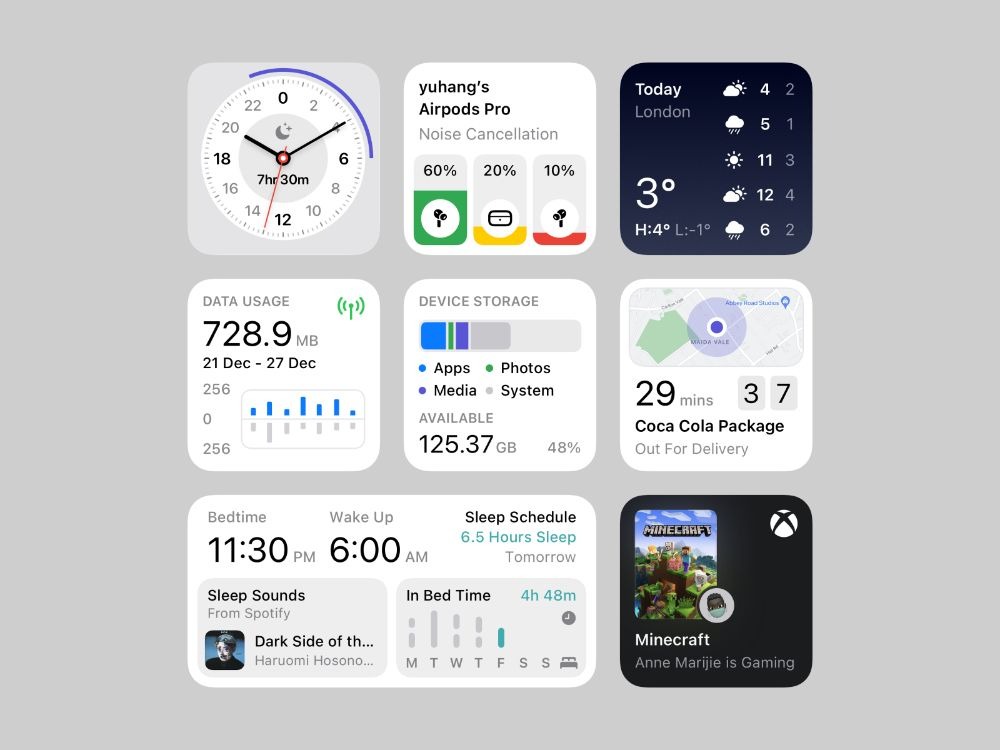 0
2
4
6
8
10
12
14
16
18
20
22
7hr 30m
yuhang’s
Airpods Pro
Noise Cancellation
60%
20%
10%
Today
London
3°
H:4° L:-1°
4 2
5 1
11 3
12 4
6 2
DATA USAGE
728.9 MB
21 Dec - 27 Dec
256
0
256
DEVICE STORAGE
Apps
Photos
Media
System
AVAILABLE
125.37 GB
48%
Abbey Road Studios
MAIDA VALE
29 mins
3 7
Coca Cola Package
Out For Delivery
Bedtime
11:30 PM
Wake Up
6:00 AM
Sleep Schedule
6.5 Hours Sleep
Tomorrow
Sleep Sounds
From Spotify
Dark Side of th...
Haruomi Hosono...
In Bed Time
4h 48m
M T W T F S S
MINECRAFT
Minecraft
Anne Marijie is Gaming